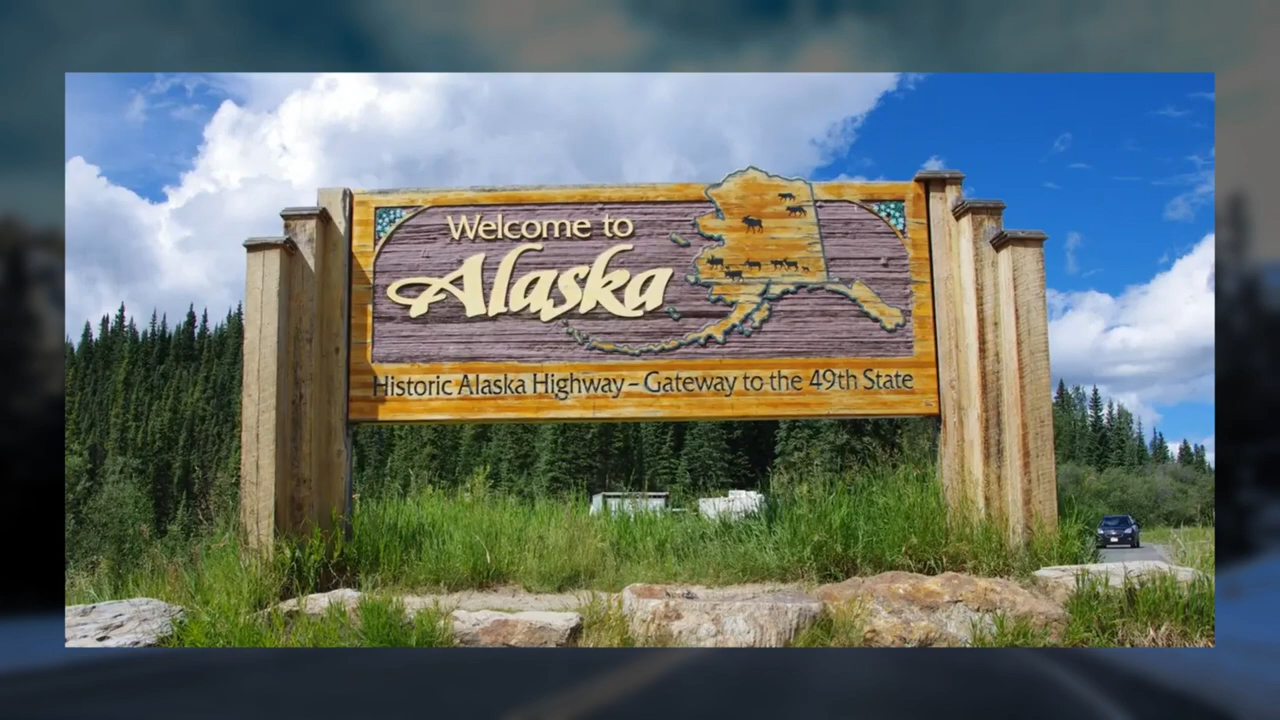 Welcome to
Alaska
Historic Alaska Highway – Gateway to the 49th State